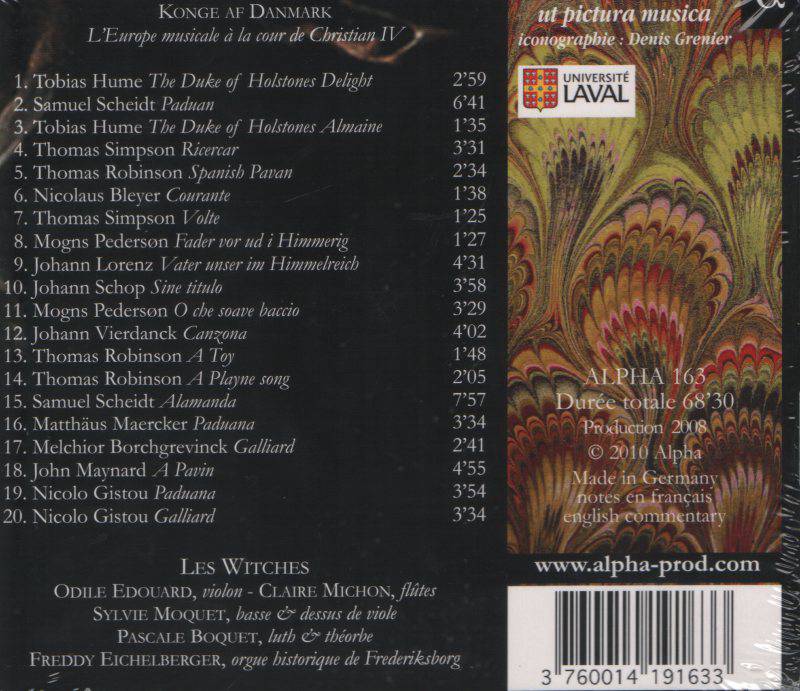 KONGE AF DANMARK
L'Europe musicale à la cour de Christian IV
1. Tobias Hume The Duke of Holstones Delight 2'59
2. Samuel Scheidt Paduan 6'41
3. Tobias Hume The Duke of Holstones Almaine 1'35
4. Thomas Simpson Ricercar 3'31
5. Thomas Robinson Spanish Pavan 2'34
6. Nicolaus Bleyer Courante 1'38
7. Thomas Simpson Volte 1'25
8. Mogns Pedersøn Fader vor ud i Himmerig 1'27
9. Johann Lorenz Vater unser im Himmelreich 4'31
10. Johann Schop Sine titulo 3'58
11. Mogns Pedersøn O che soave baccio 3'29
12. Johann Vierdanck Canzona 4'02
13. Thomas Robinson A Toy 1'48
14. Thomas Robinson A Playne song 2'05
15. Samuel Scheidt Alamanda 7'57
16. Matthäus Maercker Paduana 3'34
17. Melchior Borchgrevinck Galliard 2'41
18. John Maynard A Pavin 4'55
19. Nicolo Gistou Paduana 3'54
20. Nicolo Gistou Galliard 3'34
LES WITCHES
ODILE EDOUARD, violon - CLAIRE MICHON, flûtes
SYLVIE MOQUET, basse & dessus de viole
PASCALE BOQUET, luth & théorbe
FREDDY EICHELBERGER, orgue historique de Frederiksborg
ut pictura musica
iconographie : Denis Grenier
UNIVERSITÉ
LAVAL
ALPHA 163
Durée totale 68'30
Production 2008
© 2010 Alpha
Made in Germany
notes en français
english commentary
www.alpha-prod.com
3 760014 191633